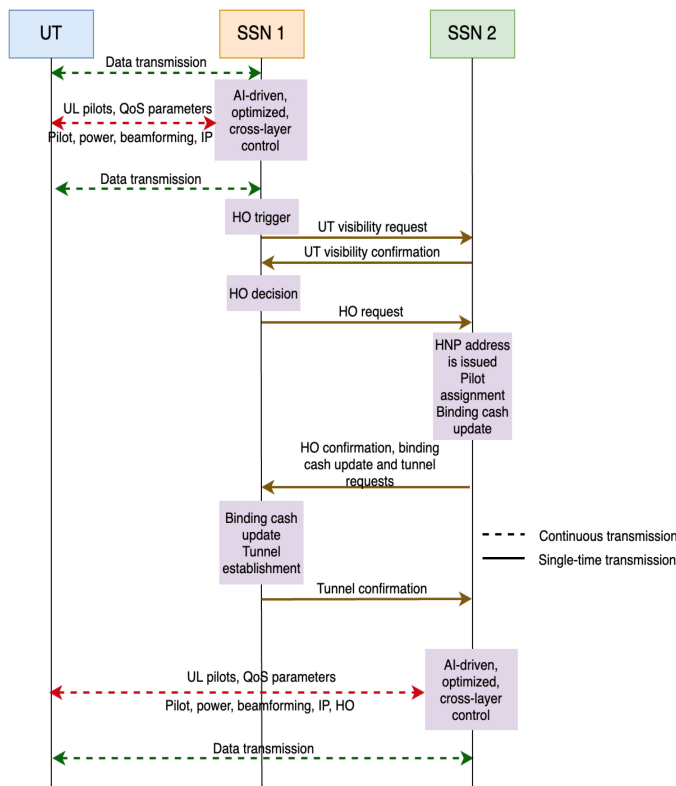 UT
SSN 1
SSN 2
Data transmission
AI-driven,
optimized,
cross-layer
control
UL pilots, QoS parameters
Pilot, power, beamforming, IP
Data transmission
HO trigger
UT visibility request
UT visibility confirmation
HO decision
HO request
HNP address
is issued
Pilot
assignment
Binding cash
update
HO confirmation, binding
cash update and tunnel
requests
Binding cash
update
Tunnel
establishment
Continuous transmission
Single-time transmission
Tunnel confirmation
AI-driven,
optimized,
cross-layer
control
UL pilots, QoS parameters
Pilot, power, beamforming, IP, HO
Data transmission